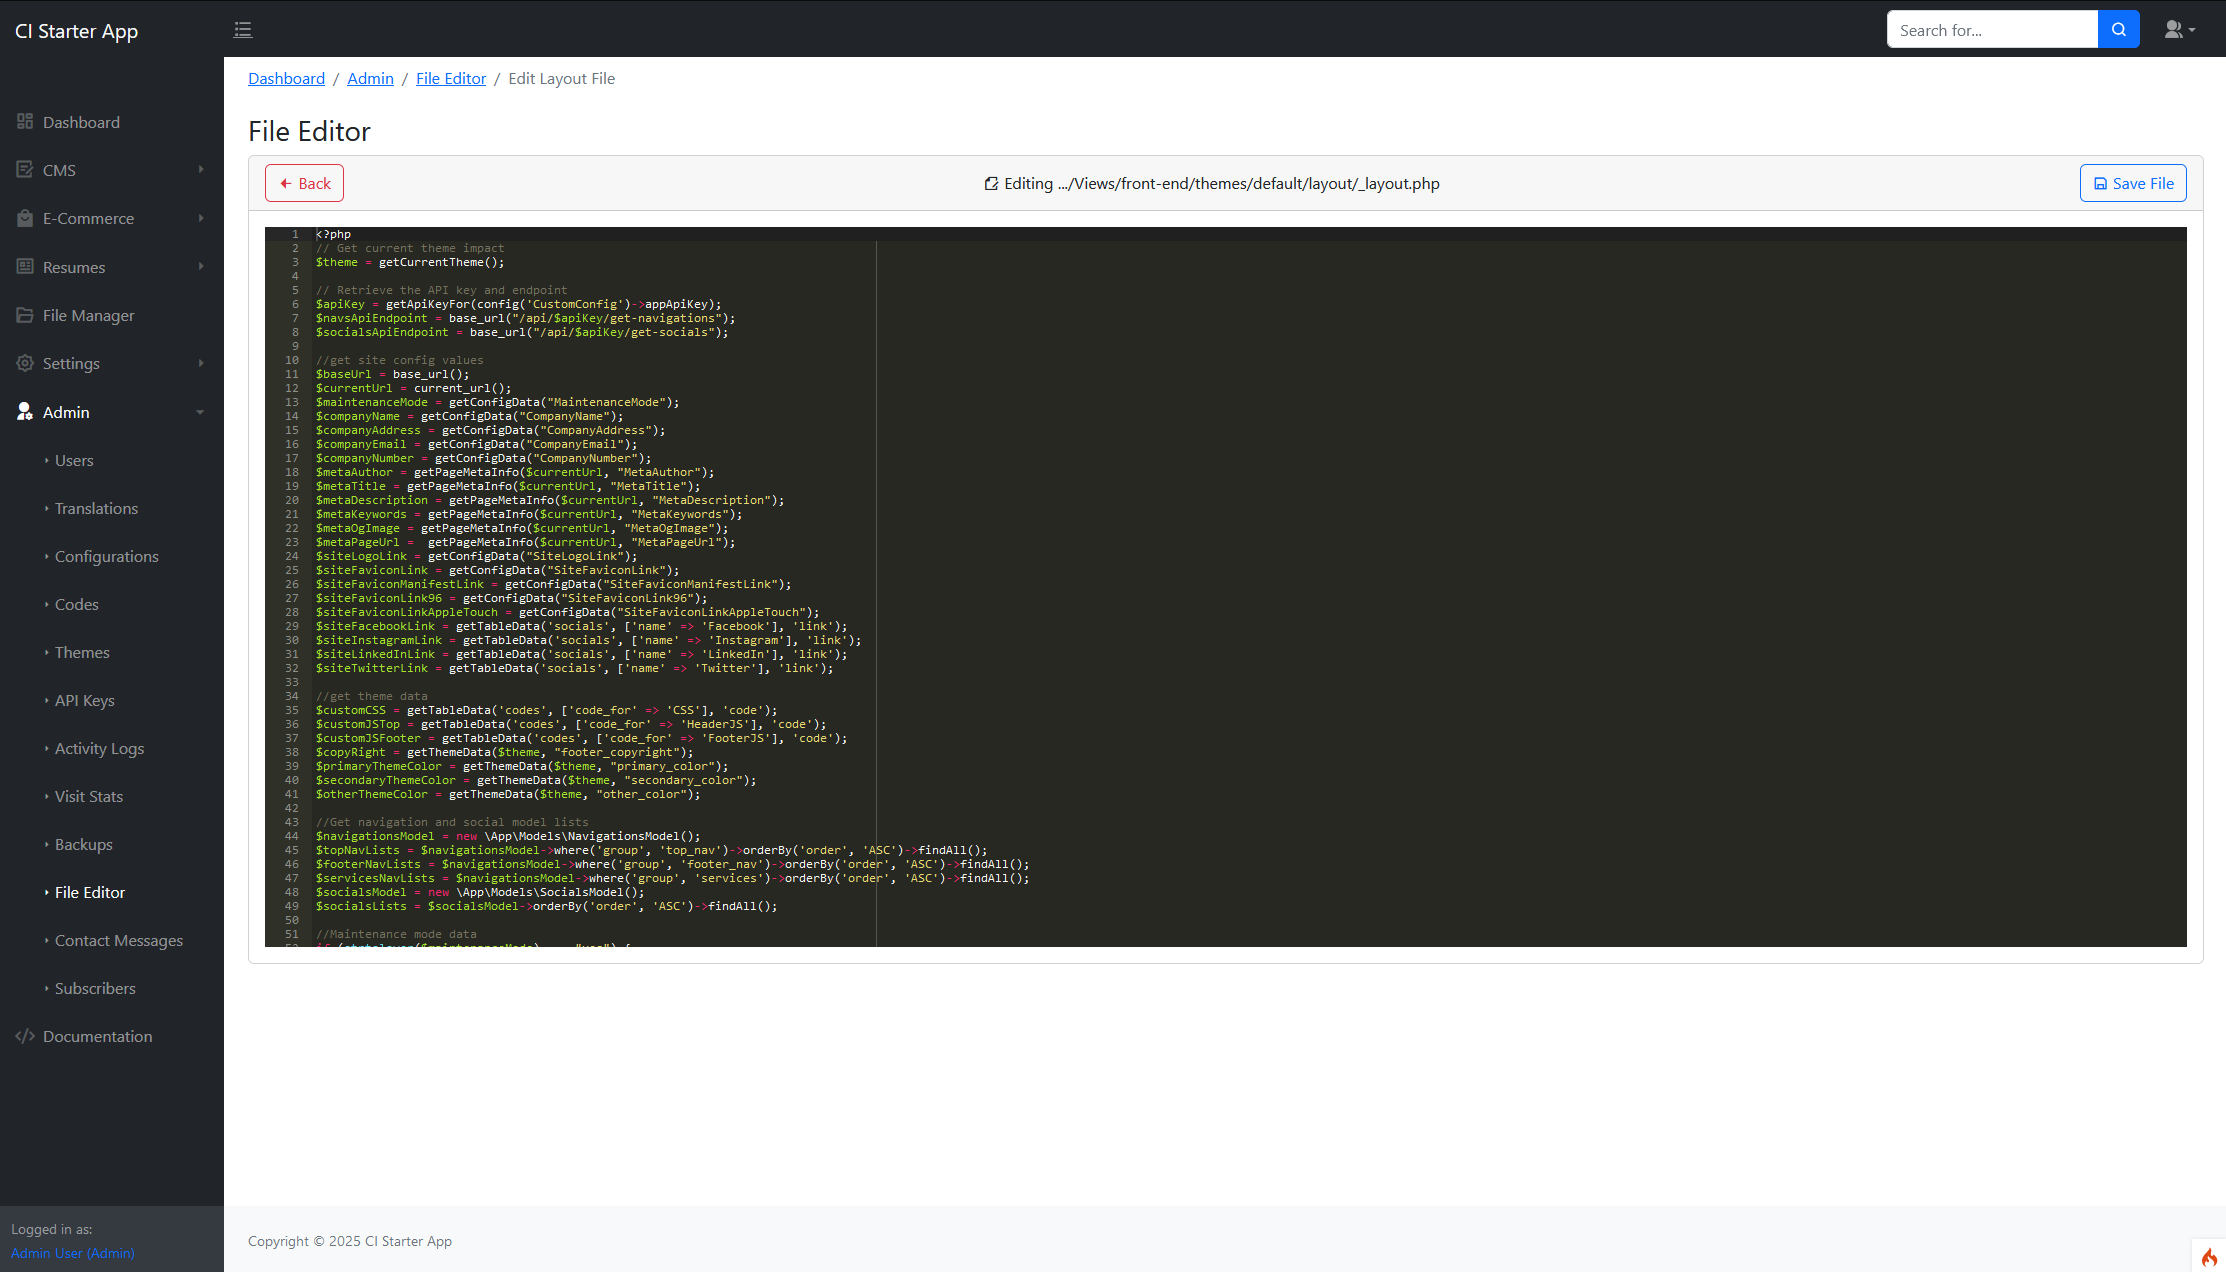 CI Starter App
Search for...
Dashboard
CMS
E-Commerce
Resumes
File Manager
Settings
Admin
Users
Translations
Configurations
Codes
Themes
API Keys
Activity Logs
Visit Stats
Backups
File Editor
Contact Messages
Subscribers
Documentation
Logged in as:
Admin User (Admin)
Dashboard / Admin / File Editor / Edit Layout File
File Editor
Back
Editing .../Views/front-end/themes/default/layout/_layout.php
Save File
1 <?php
2 // Get current theme impact
3 $theme = getCurrentTheme();
4
5 // Retrieve the API key and endpoint
6 $apiKey = getApiKeyFor(config('CustomConfig')->appApiKey);
7 $navsApiEndpoint = base_url("/api/$apiKey/get-navigations");
8 $socialsApiEndpoint = base_url("/api/$apiKey/get-socials");
9
10 //get site config values
11 $baseUrl = base_url();
12 $currentUrl = current_url();
13 $maintenanceMode = getConfigData("MaintenanceMode");
14 $companyName = getConfigData("CompanyName");
15 $companyAddress = getConfigData("CompanyAddress");
16 $companyEmail = getConfigData("CompanyEmail");
17 $companyNumber = getConfigData("CompanyNumber");
18 $metaAuthor = getPageMetaInfo($currentUrl, "MetaAuthor");
19 $metaTitle = getPageMetaInfo($currentUrl, "MetaTitle");
20 $metaDescription = getPageMetaInfo($currentUrl, "MetaDescription");
21 $metaKeywords = getPageMetaInfo($currentUrl, "MetaKeywords");
22 $metaOgImage = getPageMetaInfo($currentUrl, "MetaOgImage");
23 $metaPageUrl =  getPageMetaInfo($currentUrl, "MetaPageUrl");
24 $siteLogoLink = getConfigData("SiteLogoLink");
25 $siteFaviconLink = getConfigData("SiteFaviconLink");
26 $siteFaviconManifestLink = getConfigData("SiteFaviconManifestLink");
27 $siteFaviconLink96 = getConfigData("SiteFaviconLink96");
28 $siteFaviconLinkAppleTouch = getConfigData("SiteFaviconLinkAppleTouch");
29 $siteFacebookLink = getTableData('socials', ['name' => 'Facebook'], 'link');
30 $siteInstagramLink = getTableData('socials', ['name' => 'Instagram'], 'link');
31 $siteLinkedInLink = getTableData('socials', ['name' => 'LinkedIn'], 'link');
32 $siteTwitterLink = getTableData('socials', ['name' => 'Twitter'], 'link');
33
34 //get theme data
35 $customCSS = getTableData('codes', ['code_for' => 'CSS'], 'code');
36 $customJSTop = getTableData('codes', ['code_for' => 'HeaderJS'], 'code');
37 $customJSFooter = getTableData('codes', ['code_for' => 'FooterJS'], 'code');
38 $copyRight = getThemeData($theme, "footer_copyright");
39 $primaryThemeColor = getThemeData($theme, "primary_color");
40 $secondaryThemeColor = getThemeData($theme, "secondary_color");
41 $otherThemeColor = getThemeData($theme, "other_color");
42
43 //Get navigation and social model lists
44 $navigationsModel = new \App\Models\NavigationsModel();
45 $topNavLists = $navigationsModel->where('group', 'top_nav')->orderBy('order', 'ASC')->findAll();
46 $footerNavLists = $navigationsModel->where('group', 'footer_nav')->orderBy('order', 'ASC')->findAll();
47 $servicesNavLists = $navigationsModel->where('group', 'services')->orderBy('order', 'ASC')->findAll();
48 $socialsModel = new \App\Models\SocialsModel();
49 $socialsLists = $socialsModel->orderBy('order', 'ASC')->findAll();
50
51 //Maintenance mode data
Copyright © 2025 CI Starter App